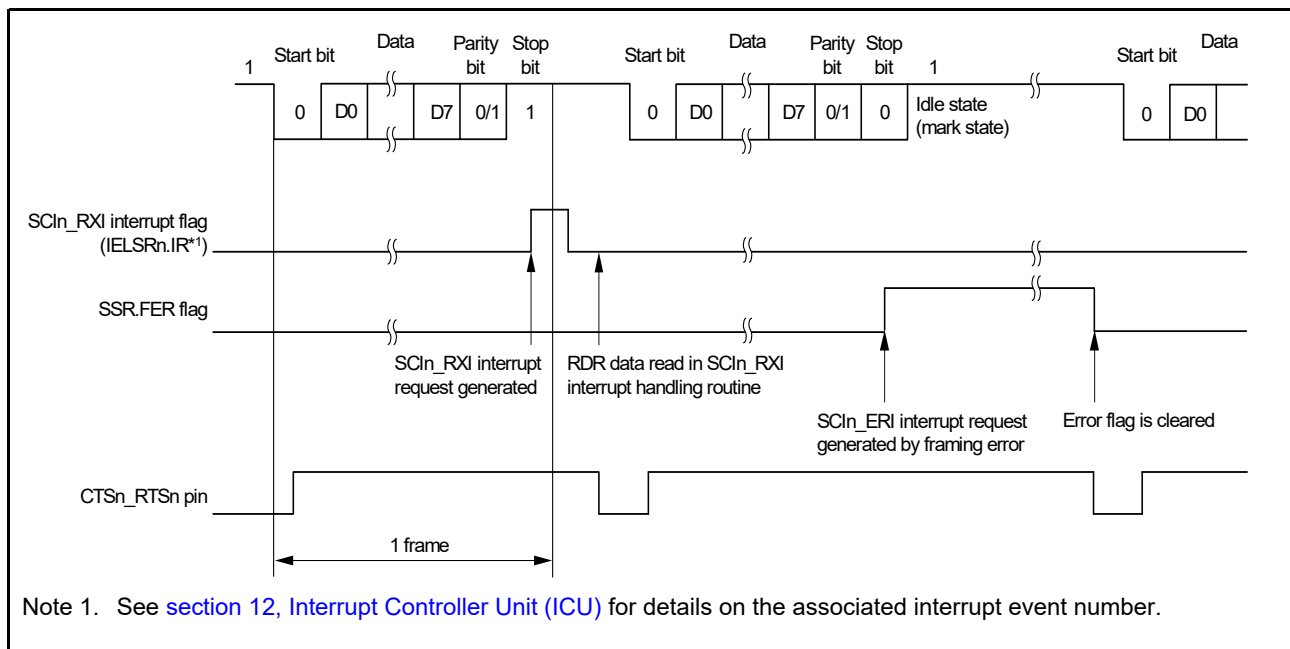 1
Start bit
Data
Parity
bit
Stop
bit
Start bit
Data
Parity
bit
Stop
bit
1
Start bit
Data
0
D0
D7
0/1
1
0
D0
D7
0/1
0
Idle state
(mark state)
0
D0
SCIn_RXI interrupt flag
(IELSRn.IR*1)
SSR.FER flag
SCIn_RXI interrupt
request generated
RDR data read in SCIn_RXI
interrupt handling routine
SCIn_ERI interrupt request
generated by framing error
Error flag is cleared
CTSn_RTSn pin
1 frame
Note 1. See section 12, Interrupt Controller Unit (ICU) for details on the associated interrupt event number.